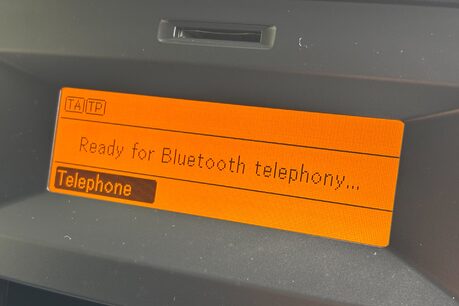 TA TP
Ready for Bluetooth telephony...
Telephone